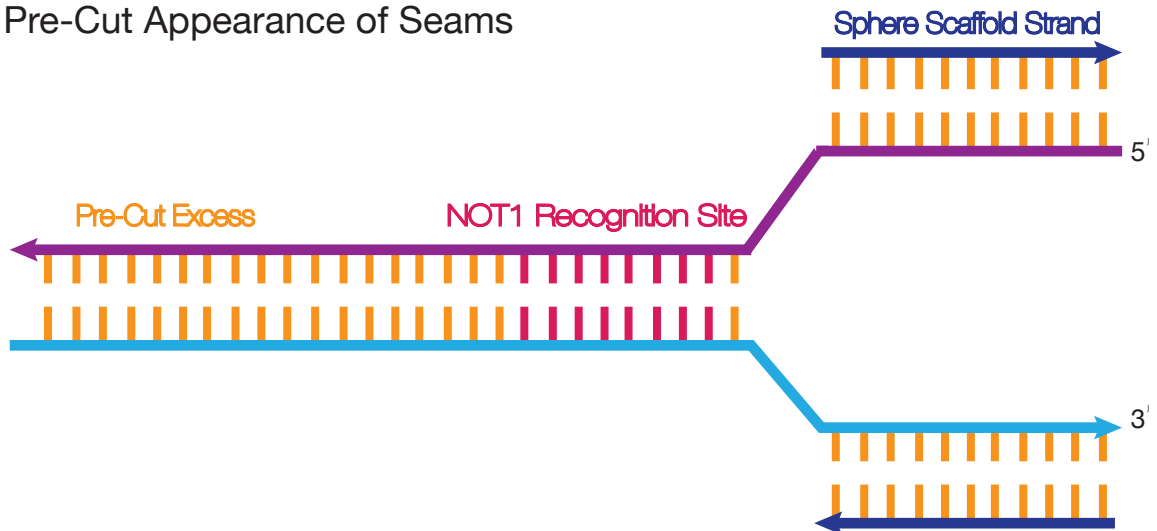 Pre-Cut Appearance of Seams
Sphere Scaffold Strand
5'
Pre-Cut Excess
NOT1 Recognition Site
3'